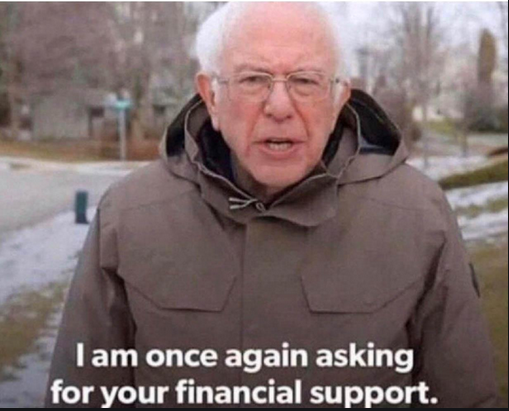 I am once again asking
for your financial support.